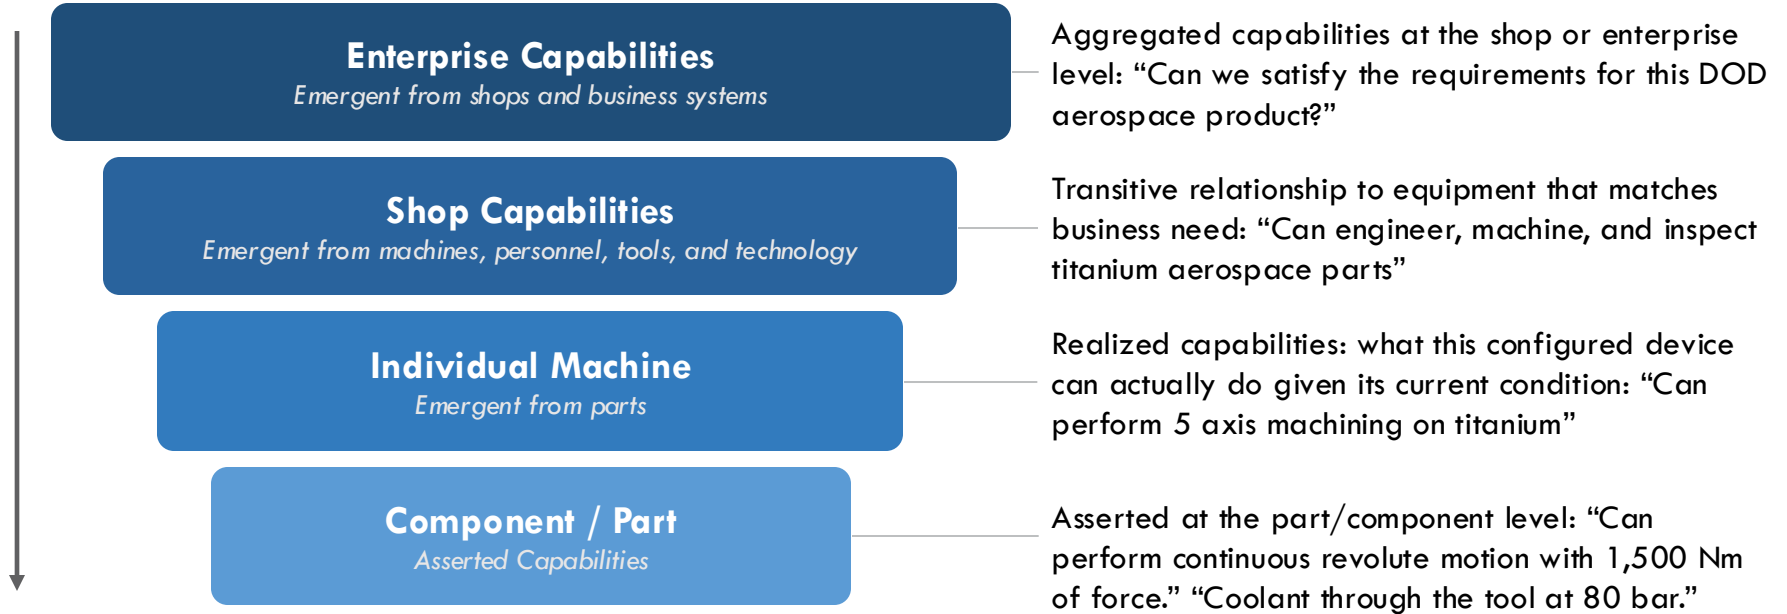 Enterprise Capabilities
Emergent from shops and business systems
Aggregated capabilities at the shop or enterprise
level: “Can we satisfy the requirements for this DOD
aerospace product?”
Shop Capabilities
Emergent from machines, personnel, tools, and technology
Transitive relationship to equipment that matches
business need: “Can engineer, machine, and inspect
titanium aerospace parts”
Individual Machine
Emergent from parts
Realized capabilities: what this configured device
can actually do given its current condition: “Can
perform 5 axis machining on titanium”
Component / Part
Asserted Capabilities
Asserted at the part/component level: “Can
perform continuous revolute motion with 1,500 Nm
of force.” “Coolant through the tool at 80 bar.”